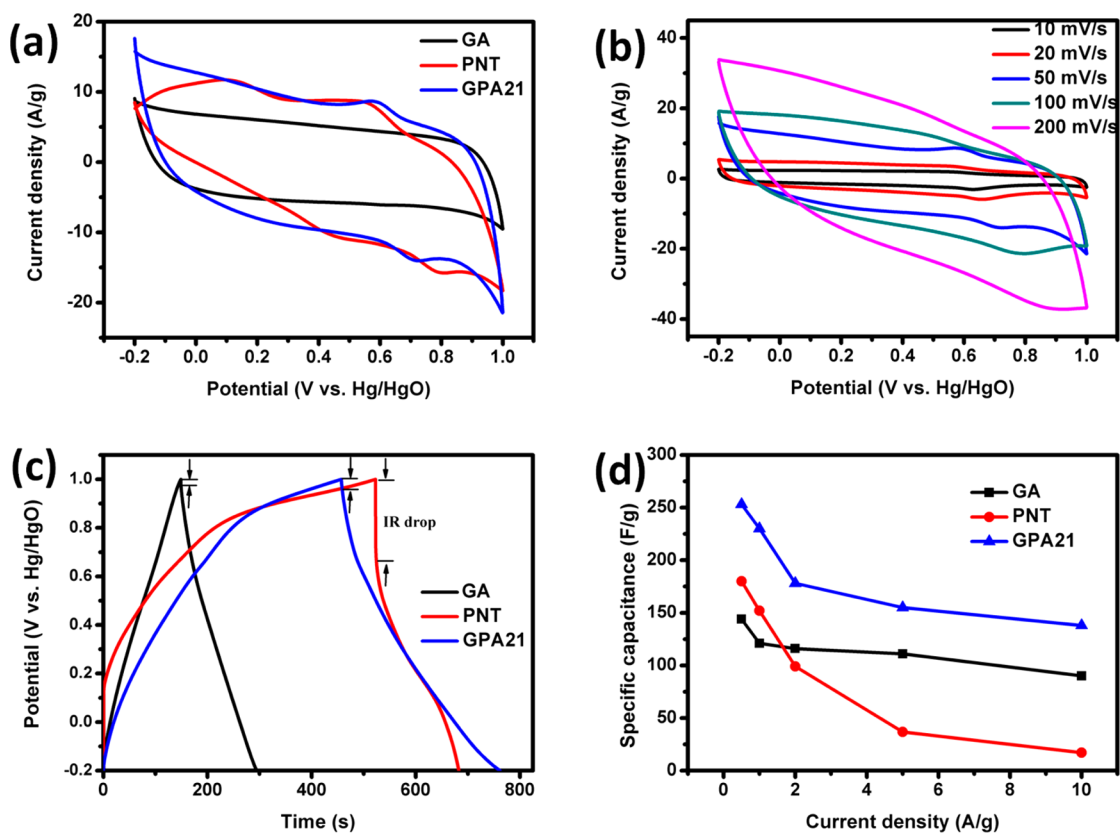 (a)
GA
PNT
GPA21
Current density (A/g)
20
10
0
-10
-20
-0.2 0.0 0.2 0.4 0.6 0.8 1.0
Potential (V vs. Hg/HgO)
(b)
10 mV/s
20 mV/s
50 mV/s
100 mV/s
200 mV/s
Current density (A/g)
40
20
0
-20
-40
-0.2 0.0 0.2 0.4 0.6 0.8 1.0
Potential (V vs. Hg/HgO)
(c)
IR drop
GA
PNT
GPA21
Potential (V vs. Hg/HgO)
1.0
0.8
0.6
0.4
0.2
0.0
-0.2
0 200 400 600 800
Time (s)
(d)
GA
PNT
GPA21
Specific capacitance (F/g)
300
250
200
150
100
50
0
0 2 4 6 8 10
Current density (A/g)